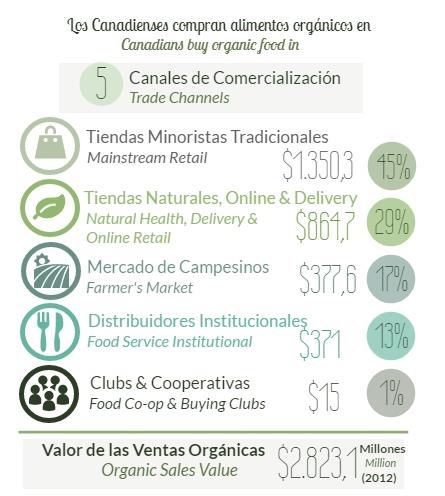 Los Canadienses compran alimentos orgánicos en
Canadians buy organic food in
5 Canales de Comercialización
Trade Channels
Tiendas Minoristas Tradicionales
Mainstream Retail
$1.350,3 45%
Tiendas Naturales, Online & Delivery
Natural Health, Delivery &
Online Retail
$864,7 29%
Mercado de Campesinos
Farmer's Market
$377,6 17%
Distribuidores Institucionales
Food Service Institutional
$371 13%
Clubs & Cooperativas
Food Co-op & Buying Clubs
$15 1%
Valor de las Ventas Orgánicas
Organic Sales Value
$2.823,1 Millones
Million
(2012)